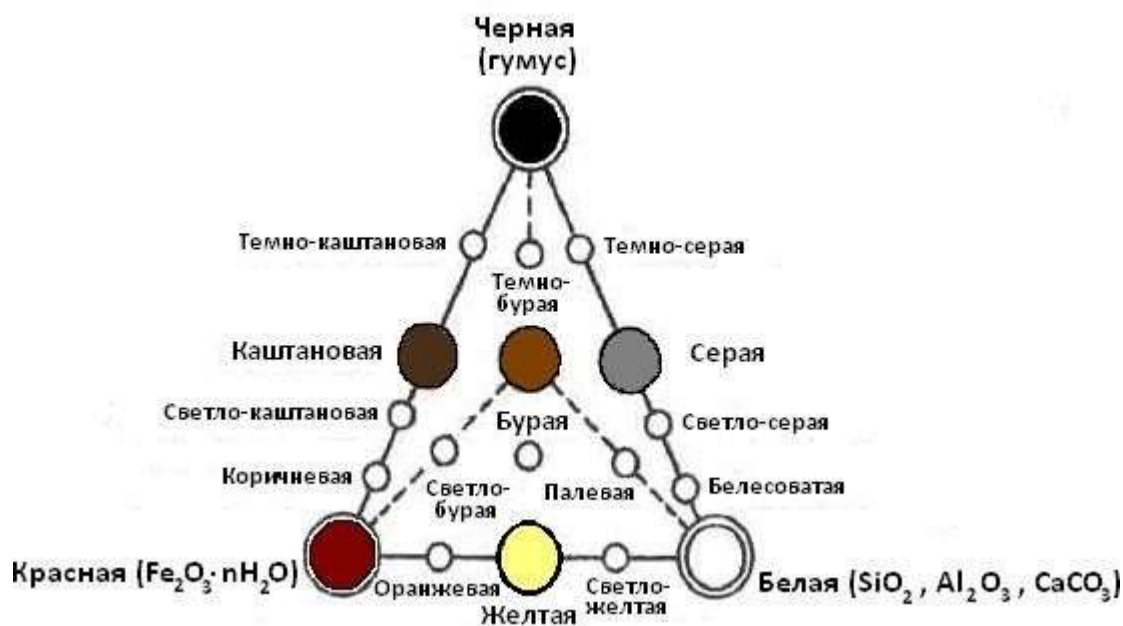 Черная
(гумус)
Темно-каштановая
Темно-серая
Темно-
бурая
Каштановая
Серая
Светло-каштановая
Бурая
Светло-серая
Коричневая
Светло-
бурая
Палевая
Белесоватая
Красная (Fe₂O₃· nH₂O)
Оранжевая
Желтая
Светло-
желтая
Белая (SiO₂ , Al₂O₃ , CaCO₃)